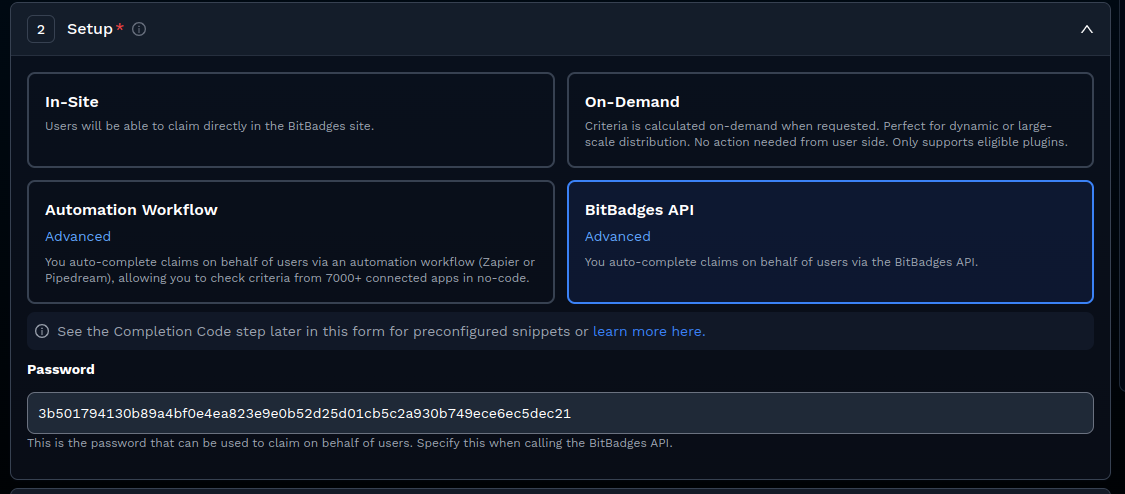 2 Setup *
In-Site
Users will be able to claim directly in the BitBadges site.
On-Demand
Criteria is calculated on-demand when requested. Perfect for dynamic or large-
scale distribution. No action needed from user side. Only supports eligible plugins.
Automation Workflow
Advanced
You auto-complete claims on behalf of users via an automation workflow (Zapier or
Pipedream), allowing you to check criteria from 7000+ connected apps in no-code.
BitBadges API
Advanced
You auto-complete claims on behalf of users via the BitBadges API.
See the Completion Code step later in this form for preconfigured snippets or learn more here.
Password
3b501794130b89a4bf0e4ea823e9e0b52d25d01cb5c2a930b749ece6ec5dec21
This is the password that can be used to claim on behalf of users. Specify this when calling the BitBadges API.